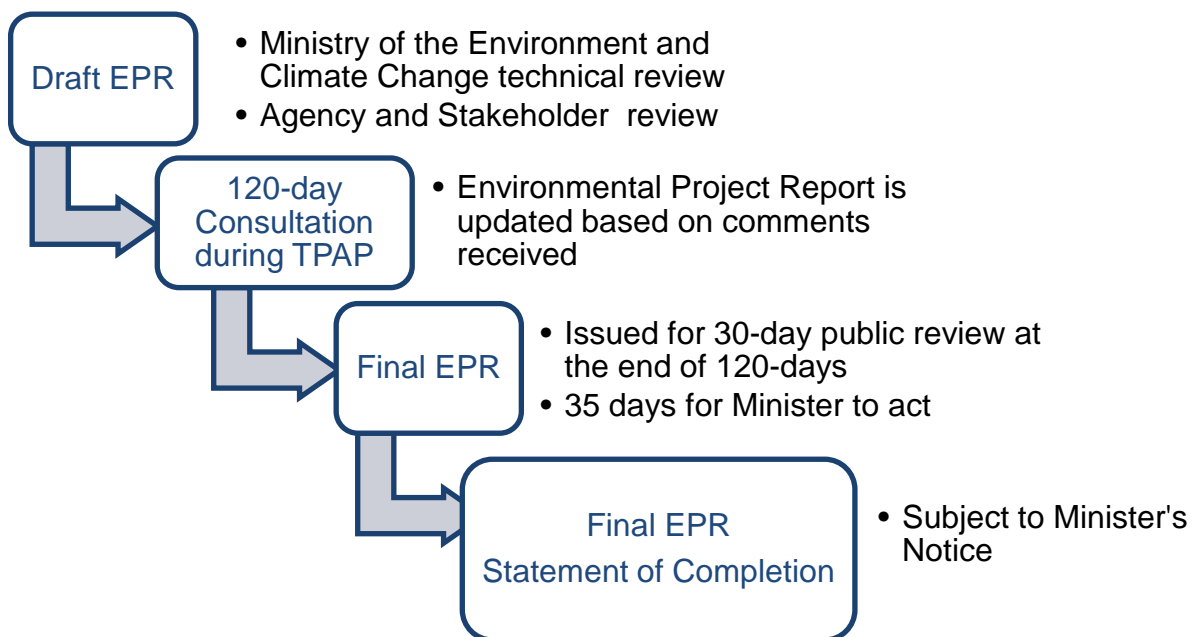 Draft EPR
• Ministry of the Environment and
Climate Change technical review
• Agency and Stakeholder review
120-day
Consultation
during TPAP
• Environmental Project Report is
updated based on comments
received
Final EPR
• Issued for 30-day public review at
the end of 120-days
• 35 days for Minister to act
Final EPR
Statement of Completion
• Subject to Minister's
Notice